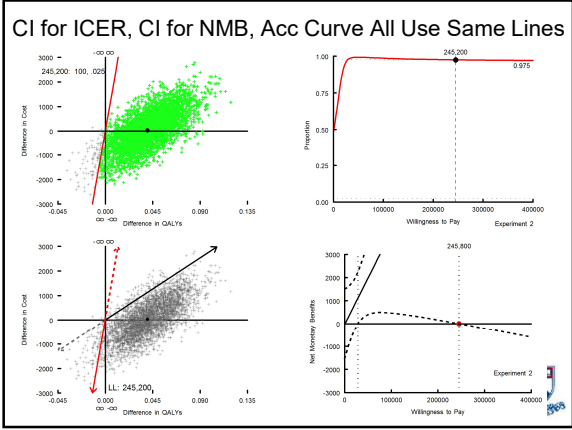 CI for ICER, CI for NMB, Acc Curve All Use Same Lines
-∞ ∞
3000
2000
1000
0
-1000
-2000
-3000
245,200: 100, .025
Difference in Cost
-0.045 0.000 0.045 0.090 0.135
∞ -∞
Difference in QALYs
245,200
1.00
0.75
0.50
0.25
0.00
0.975
Proportion
0 100000 200000 300000 400000
Willingness to Pay
Experiment 2
-∞ ∞
3000
2000
1000
0
-1000
-2000
-3000
Difference in Cost
LL: 245,200
-0.045 0.000 0.045 0.090 0.135
∞ -∞
Difference in QALYs
245,800
3000
2000
1000
0
-1000
-2000
-3000
Net Monetary Benefits
Experiment 2
0 100000 200000 300000 400000
Willingness to Pay